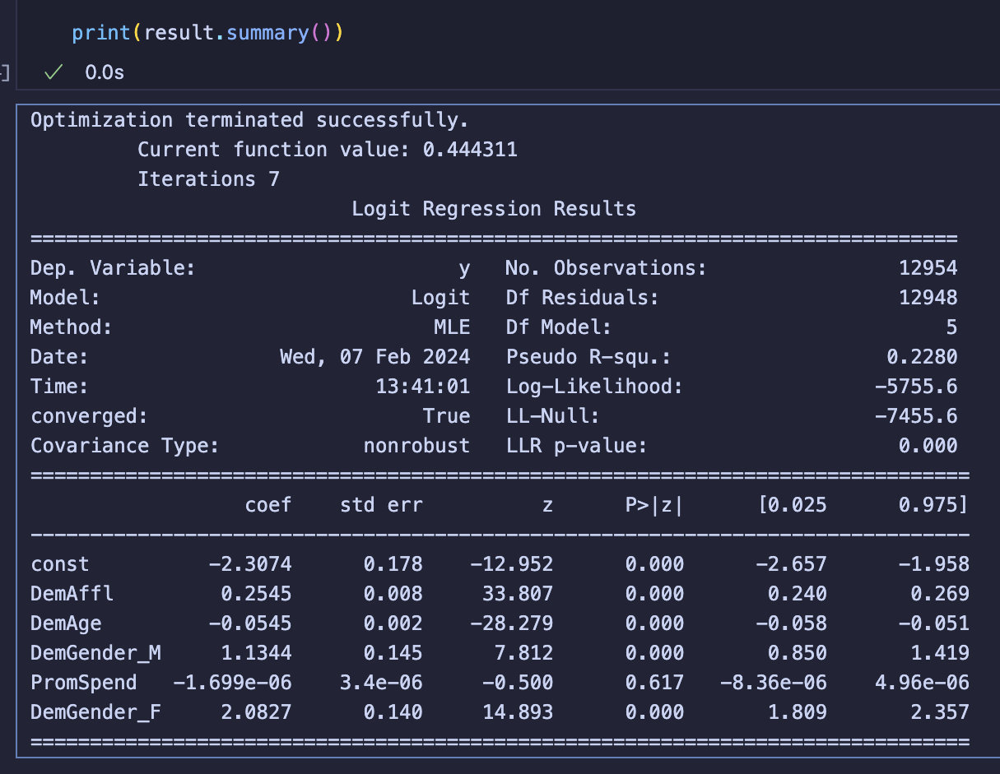 print(result.summary())
✓ 0.0s
Optimization terminated successfully.
         Current function value: 0.444311
         Iterations 7
                           Logit Regression Results
==============================================================================
Dep. Variable:                      y   No. Observations:                12954
Model:                          Logit   Df Residuals:                    12948
Method:                           MLE   Df Model:                            5
Date:                Wed, 07 Feb 2024   Pseudo R-squ.:                  0.2280
Time:                        13:41:01   Log-Likelihood:                -5755.6
converged:                       True   LL-Null:                       -7455.6
Covariance Type:            nonrobust   LLR p-value:                     0.000
===============================================================================
                  coef    std err          z      P>|z|      [0.025      0.975]
-------------------------------------------------------------------------------
const          -2.3074      0.178    -12.952      0.000      -2.657      -1.958
DemAffl         0.2545      0.008     33.807      0.000       0.240       0.269
DemAge         -0.0545      0.002    -28.279      0.000      -0.058      -0.051
DemGender_M     1.1344      0.145      7.812      0.000       0.850       1.419
PromSpend   -1.699e-06    3.4e-06     -0.500      0.617   -8.36e-06    4.96e-06
DemGender_F     2.0827      0.140     14.893      0.000       1.809       2.357
===============================================================================